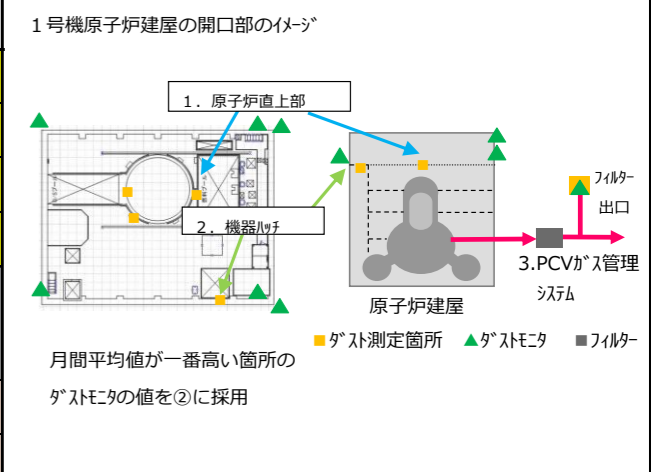 １号機原子炉建屋の開口部のｲﾒｰｼﾞ
１．原子炉直上部
２．機器ﾊｯﾁ
ﾌｨﾙﾀｰ
出口
3.PCVｶﾞｽ管理
ｼｽﾃﾑ
原子炉建屋
■ﾀﾞｽﾄ測定箇所 ▲ﾀﾞｽﾄﾓﾆﾀ ■ﾌｨﾙﾀｰ
月間平均値が一番高い箇所の
ﾀﾞｽﾄﾓﾆﾀの値を②に採用